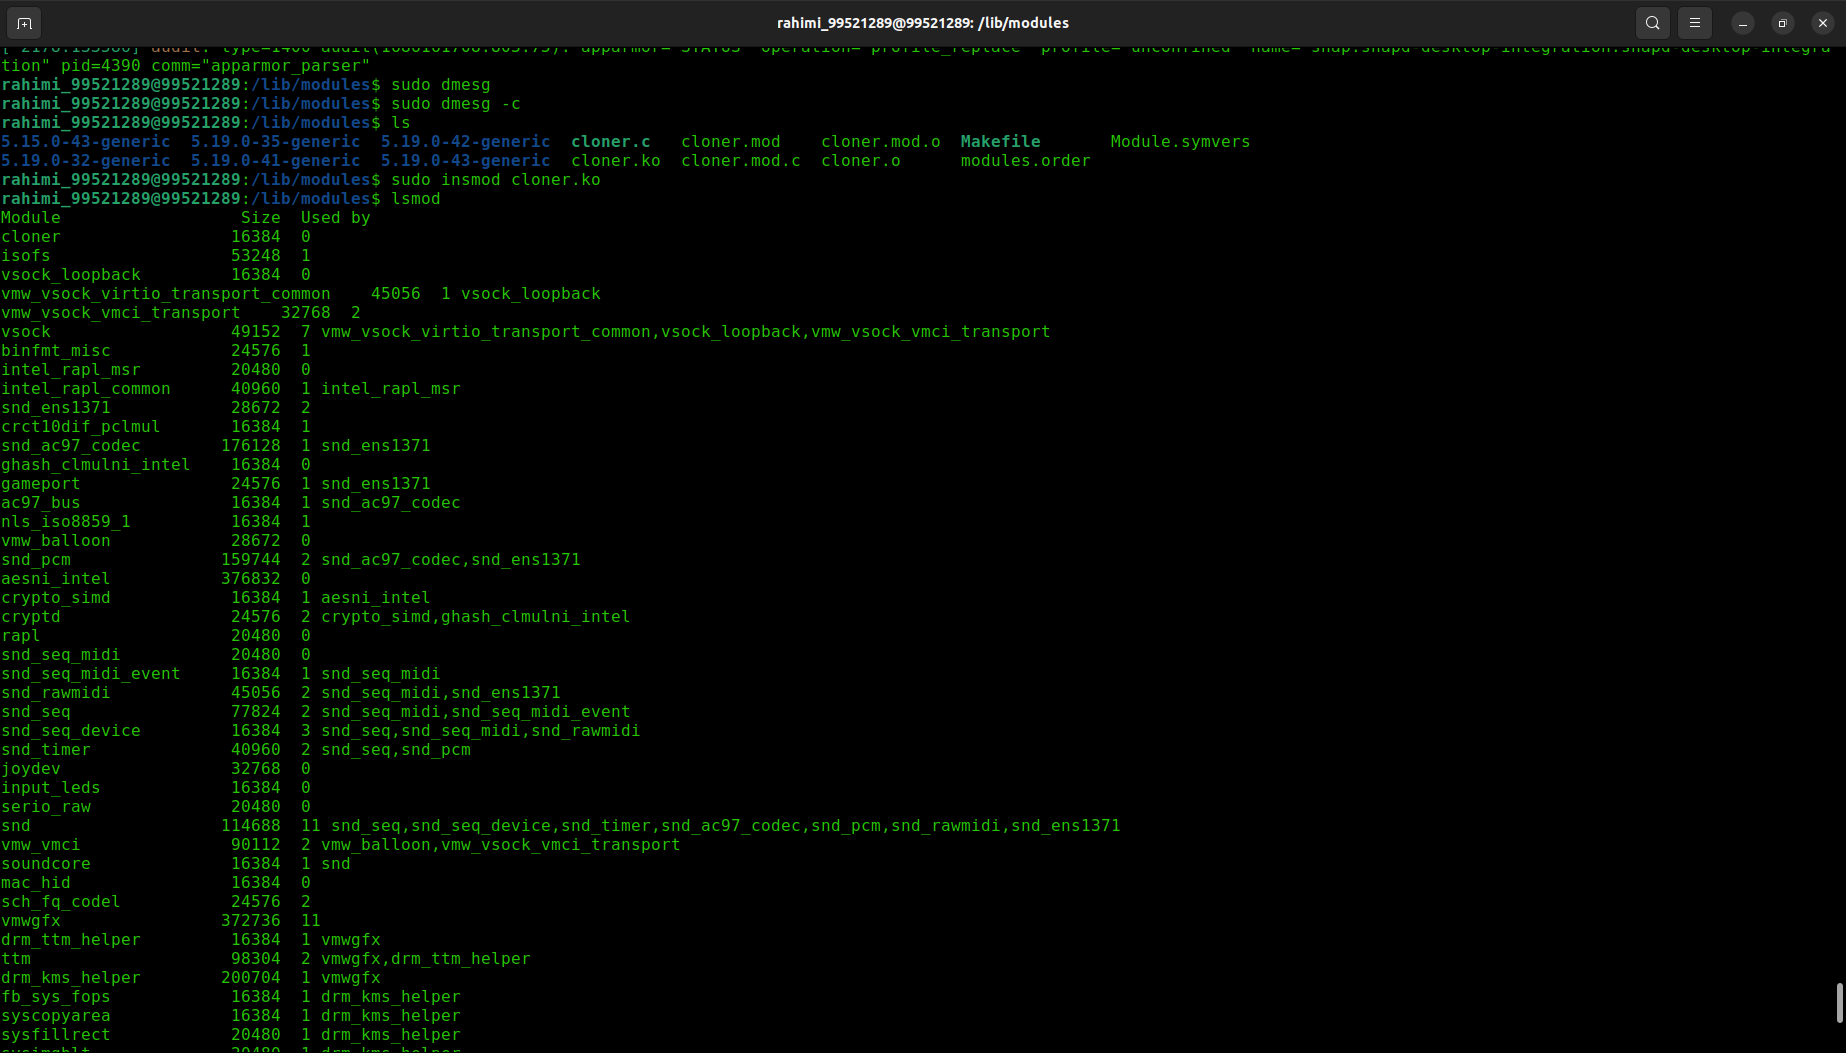 rahimi_99521289@99521289: /lib/modules
tion" pid=4390 comm="apparmor_parser"
rahimi_99521289@99521289:/lib/modules$ sudo dmesg
rahimi_99521289@99521289:/lib/modules$ sudo dmesg -c
rahimi_99521289@99521289:/lib/modules$ ls
5.15.0-43-generic  5.19.0-35-generic  5.19.0-42-generic  cloner.c   cloner.mod    cloner.mod.o  Makefile       Module.symvers
5.19.0-32-generic  5.19.0-41-generic  5.19.0-43-generic  cloner.ko  cloner.mod.c  cloner.o      modules.order
rahimi_99521289@99521289:/lib/modules$ sudo insmod cloner.ko
rahimi_99521289@99521289:/lib/modules$ lsmod
Module                  Size  Used by
cloner                 16384  0
isofs                  53248  1
vsock_loopback         16384  0
vmw_vsock_virtio_transport_common    45056  1 vsock_loopback
vmw_vsock_vmci_transport    32768  2
vsock                  49152  7 vmw_vsock_virtio_transport_common,vsock_loopback,vmw_vsock_vmci_transport
binfmt_misc            24576  1
intel_rapl_msr         20480  0
intel_rapl_common      40960  1 intel_rapl_msr
snd_ens1371            28672  2
crct10dif_pclmul       16384  1
snd_ac97_codec        176128  1 snd_ens1371
ghash_clmulni_intel    16384  0
gameport               24576  1 snd_ens1371
ac97_bus               16384  1 snd_ac97_codec
nls_iso8859_1          16384  1
vmw_balloon            28672  0
snd_pcm               159744  2 snd_ac97_codec,snd_ens1371
aesni_intel           376832  0
crypto_simd            16384  1 aesni_intel
cryptd                 24576  2 crypto_simd,ghash_clmulni_intel
rapl                   20480  0
snd_seq_midi           20480  0
snd_seq_midi_event     16384  1 snd_seq_midi
snd_rawmidi            45056  2 snd_seq_midi,snd_ens1371
snd_seq                77824  2 snd_seq_midi,snd_seq_midi_event
snd_seq_device         16384  3 snd_seq,snd_seq_midi,snd_rawmidi
snd_timer              40960  2 snd_seq,snd_pcm
joydev                 32768  0
input_leds             16384  0
serio_raw              20480  0
snd                   114688  11 snd_seq,snd_seq_device,snd_timer,snd_ac97_codec,snd_pcm,snd_rawmidi,snd_ens1371
vmw_vmci               90112  2 vmw_balloon,vmw_vsock_vmci_transport
soundcore              16384  1 snd
mac_hid                16384  0
sch_fq_codel           24576  2
vmwgfx                372736  11
drm_ttm_helper         16384  1 vmwgfx
ttm                    98304  2 vmwgfx,drm_ttm_helper
drm_kms_helper        200704  1 vmwgfx
fb_sys_fops            16384  1 drm_kms_helper
syscopyarea            16384  1 drm_kms_helper
sysfillrect            20480  1 drm_kms_helper